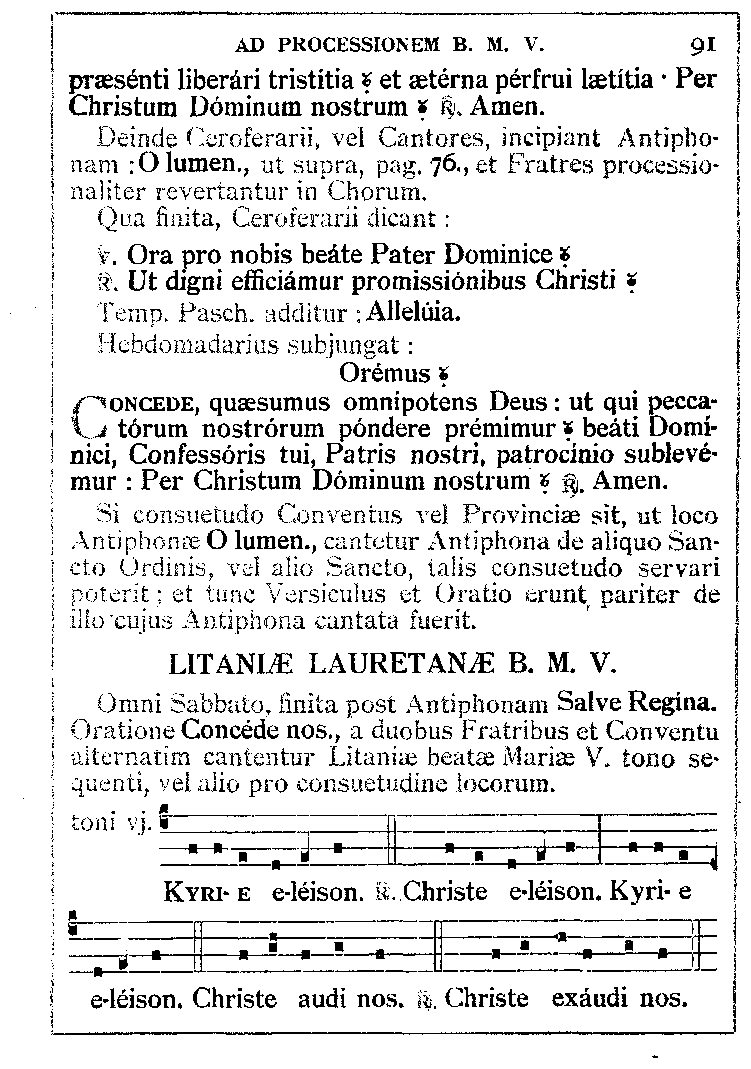 AD PROCESSIONEM B. M. V. 91
præsénti liberári tristítia ɏ et ætérna pérfrui lætítia · Per
Christum Dóminum nostrum ɏ ℟. Amen.
Deinde Ceroferarii, vel Cantores, incipiant Antipho-
nam : O lumen., ut supra, pag. 76., et Fratres processio-
naliter revertantur in Chorum.
Qua finita, Ceroferarii dicant :
℣. Ora pro nobis beáte Pater Dominice ɏ
℟. Ut digni efficiámur promissiónibus Christi ɏ
Temp. Pasch. additur : Allelúia.
Hebdomadarius subjungat :
Orémus ɏ
CONCEDE, quæsumus omnípotens Deus : ut qui pecca-
tórum nostrórum póndere prémimur ɏ beáti Domí-
nici, Confessóris tui, Patris nostri, patrocínio sublevé-
mur : Per Christum Dóminum nostrum ɏ ℟. Amen.
Si consuetudo Conventus vel Provinciæ sit, ut loco
Antiphonæ O lumen., cantetur Antiphona de aliquo San-
cto Ordinis, vel alio Sancto, talis consuetudo servari
poterit ; et tunc Versiculus et Oratio erunt pariter de
illo cujus Antiphona cantata fuerit.
LITANIÆ LAURETANÆ B. M. V.
Omni Sabbato, finita post Antiphonam Salve Regina.
Oratione Concéde nos., a duobus Fratribus et Conventu
alternatim cantentur Litaniæ beatæ Mariæ V. tono se-
quenti, vel alio pro consuetudine locorum.
toni vj.
KYRI- E e-léison. ℟. Christe e-léison. Kyri- e
e-léison. Christe audi nos. ℟. Christe exáudi nos.